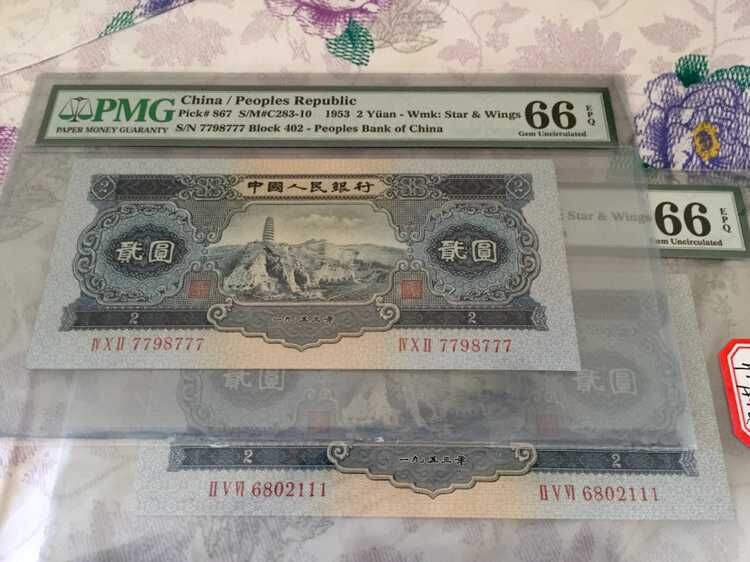 PMG
PAPER MONEY GUARANTY
China / Peoples Republic
Pick# 867 S/M#C283-10 1953 2 Yüan - Wmk: Star & Wings
S/N 7798777 Block 402 - Peoples Bank of China
66 EPQ
Gem Uncirculated
2 中國人民銀行 2
貳圓 貳圓
2 一九五三年 2
IV X II 7798777 IV X II 7798777
: Star & Wings
66 EPQ
Gem Uncirculated
貳圓 貳圓
2 一九五三年 2
II V VI 6802111 II V VI 6802111